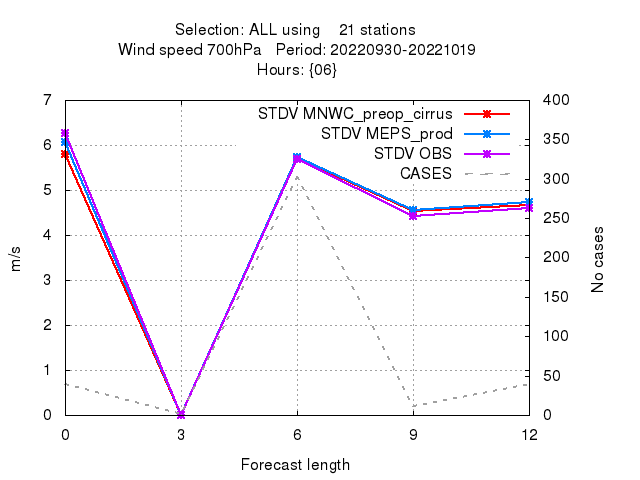 Selection: ALL using    21 stations
Wind speed 700hPa   Period: 20220930-20221019
Hours: {06}
STDV MNWC_preop_cirrus
STDV MEPS_prod
STDV OBS
CASES
7
6
5
4
3
2
1
0
m/s
400
350
300
250
200
150
100
50
0
No cases
0 3 6 9 12
Forecast length